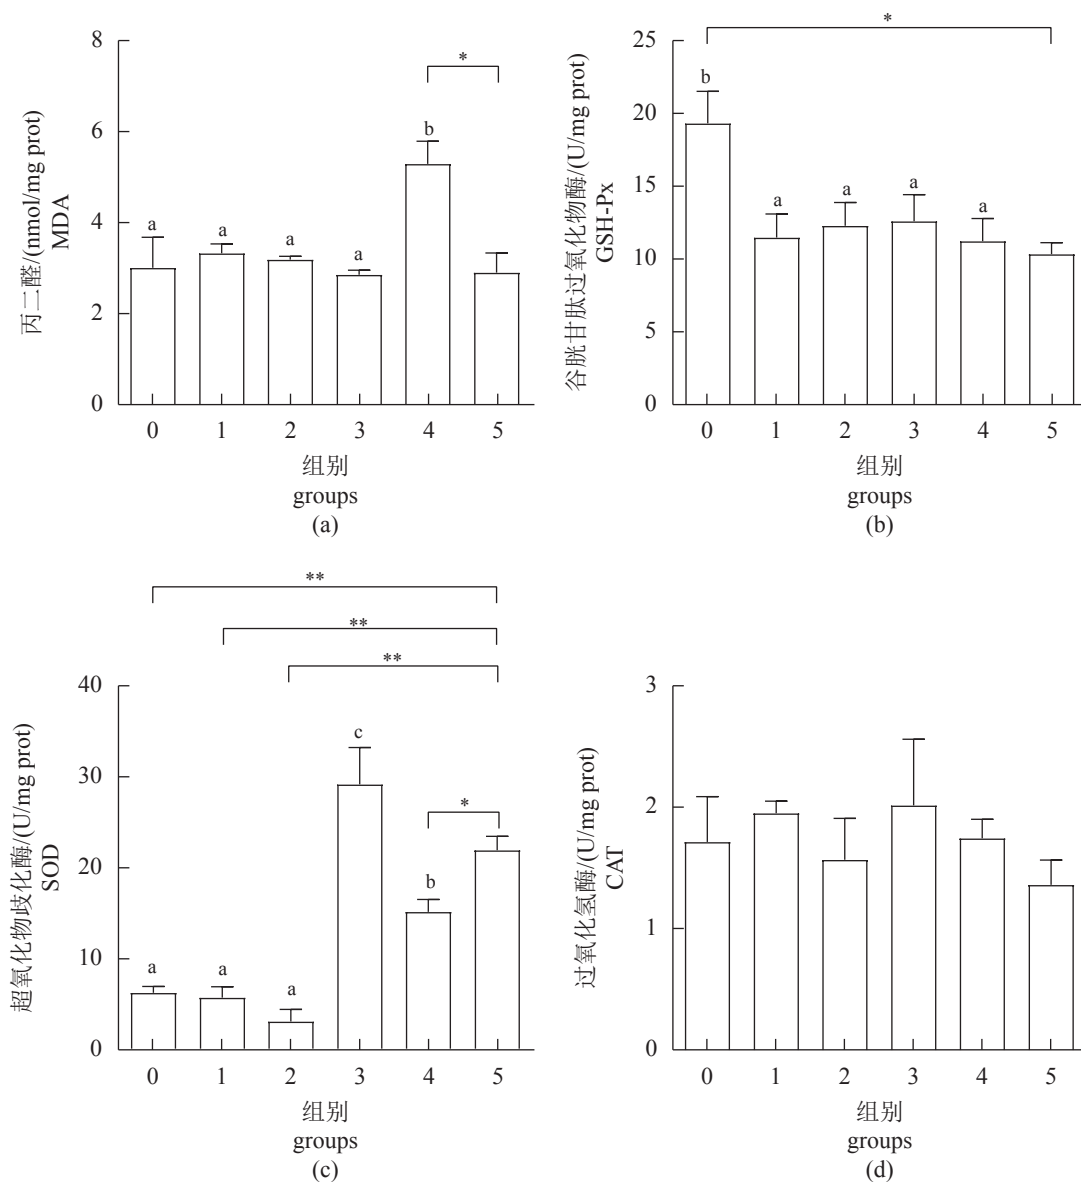 8
6
4
2
0
丙二醛/(nmol/mg prot)
MDA
a
a
a
a
b
*
0 1 2 3 4 5
组别
groups
(a)
25
20
15
10
5
0
谷胱甘肽过氧化物酶/(U/mg prot)
GSH-Px
*
b
a
a
a
a
0 1 2 3 4 5
组别
groups
(b)
40
30
20
10
0
超氧化物歧化酶/(U/mg prot)
SOD
**
**
**
*
a
a
a
c
b
0 1 2 3 4 5
组别
groups
(c)
3
2
1
0
过氧化氢酶/(U/mg prot)
CAT
0 1 2 3 4 5
组别
groups
(d)